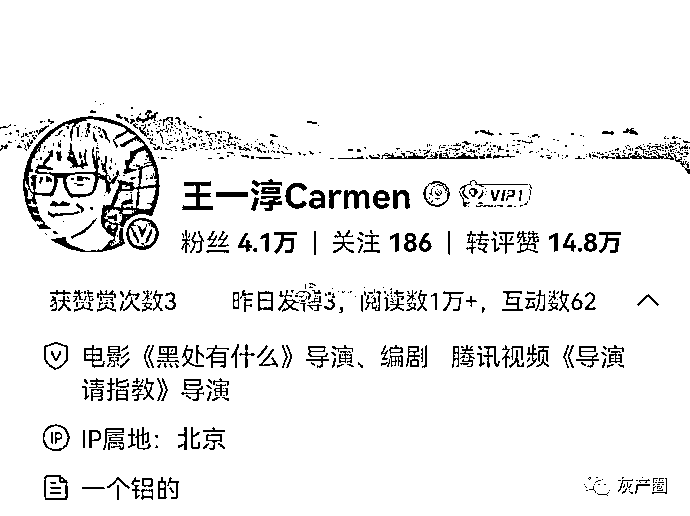 王一淳Carmen VIP1
粉丝 4.1万 | 关注 186 | 转评赞 14.8万
获赞赏次数3 昨日发博3，阅读数1万+，互动数62
电影《黑处有什么》导演、编剧 腾讯视频《导演
请指教》导演
IP IP属地：北京
一个铝的
灰产圈